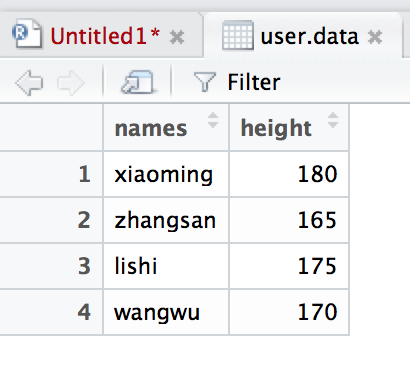 Untitled1* user.data
Filter
names height
1 xiaoming 180
2 zhangsan 165
3 lishi 175
4 wangwu 170